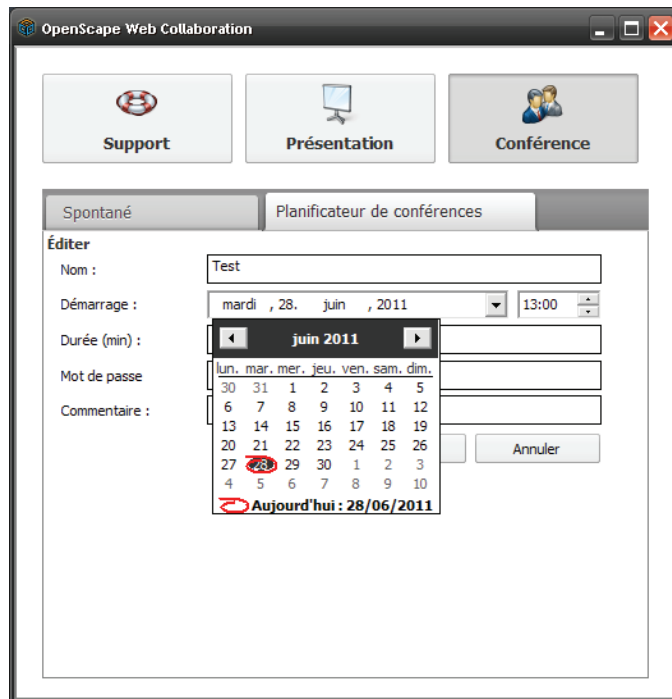 OpenScape Web Collaboration
Support
Présentation
Conférence
Spontané
Planificateur de conférences
Éditer
Nom :
Test
Démarrage :
mardi , 28. juin , 2011
13:00
Durée (min) :
juin 2011
Mot de passe
lun. mar. mer. jeu. ven. sam. dim.
30 31 1 2 3 4 5
Commentaire :
6 7 8 9 10 11 12
13 14 15 16 17 18 19
20 21 22 23 24 25 26
Annuler
27 28 29 30 1 2 3
4 5 6 7 8 9 10
Aujourd'hui : 28/06/2011